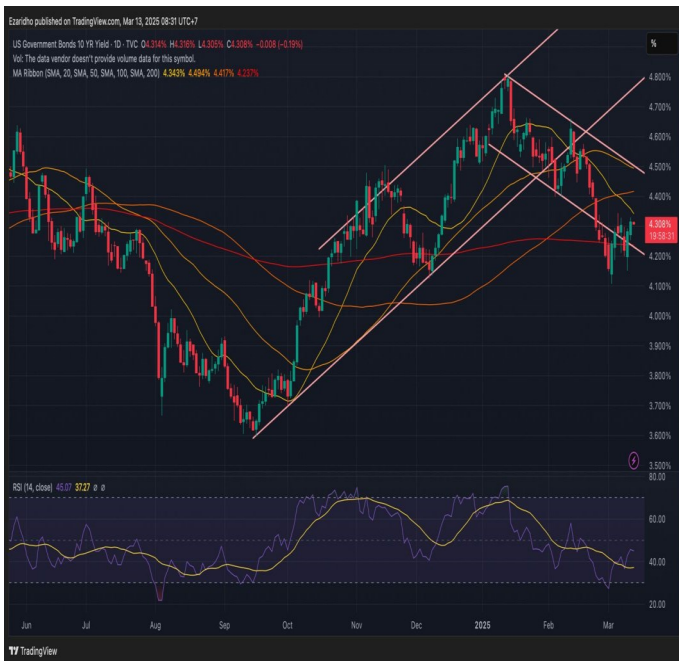 Ezaridho published on TradingView.com, Mar 13, 2025 08:31 UTC+7
US Government Bonds 10 YR Yield · 1D · TVC O4.314% H4.316% L4.305% C4.308% −0.008 (−0.19%)
%
Vol: The data vendor doesn't provide volume data for this symbol.
MA Ribbon (SMA, 20, SMA, 50, SMA, 100, SMA, 200) 4.343% 4.494% 4.417% 4.237%
4.800%
4.700%
4.600%
4.500%
4.400%
4.308%
19:58:31
4.200%
4.100%
4.000%
3.900%
3.800%
3.700%
3.600%
3.500%
RSI (14, close) 45.07 37.27 ø ø
80.00
60.00
40.00
20.00
Jun Jul Aug Sep Oct Nov Dec 2025 Feb Mar
TradingView